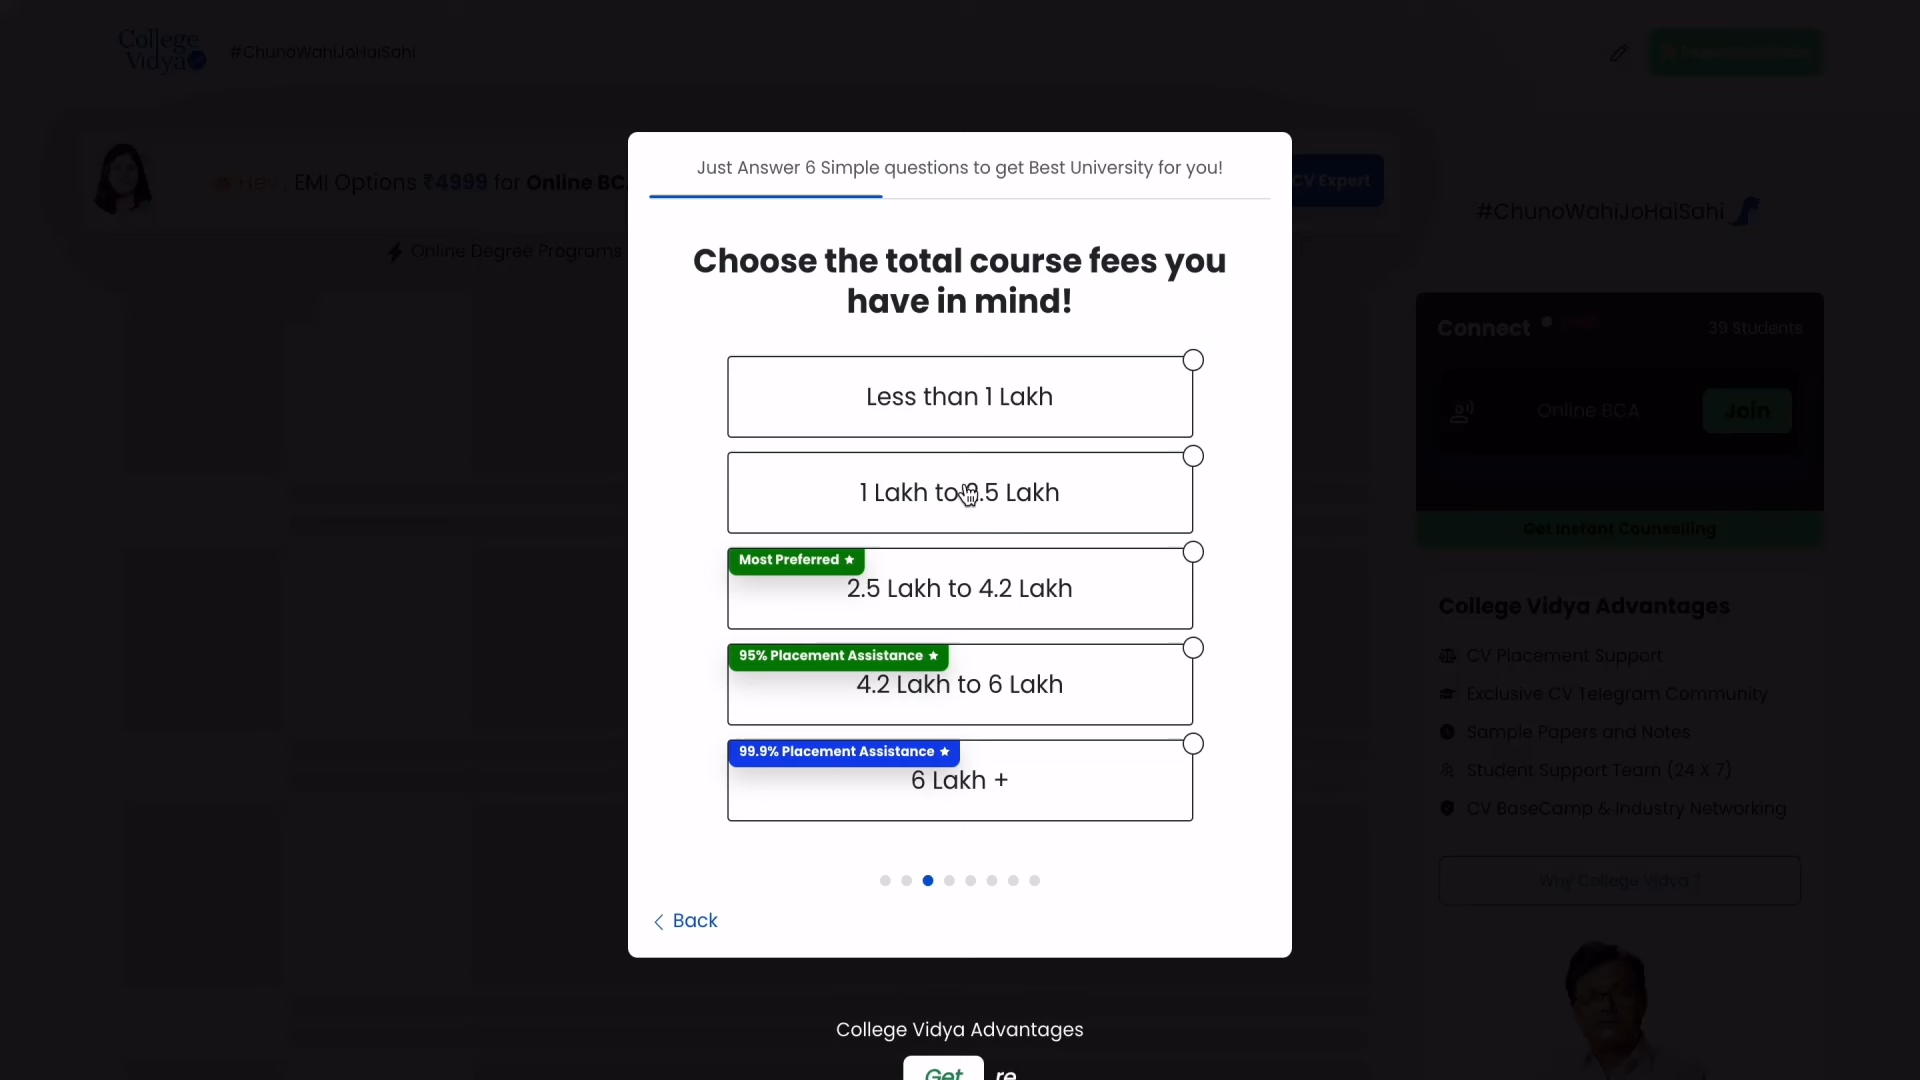 College
Vidya
#ChunoWahiJoHaiSahi
Hey , EMI Options ₹4999 for Online BC
CV Expert
#ChunoWahiJoHaiSahi
Online Degree Programs
Just Answer 6 Simple questions to get Best University for you!
Choose the total course fees you
have in mind!
Less than 1 Lakh
1 Lakh to .5 Lakh
Most Preferred ★
2.5 Lakh to 4.2 Lakh
95% Placement Assistance ★
4.2 Lakh to 6 Lakh
99.9% Placement Assistance ★
6 Lakh +
Back
Connect
39 Students
Online BCA
Join
Get Instant Counselling
College Vidya Advantages
CV Placement Support
Exclusive CV Telegram Community
Sample Papers and Notes
Student Support Team (24 X 7)
CV BaseCamp & Industry Networking
Why College Vidya ?
College Vidya Advantages
Get re